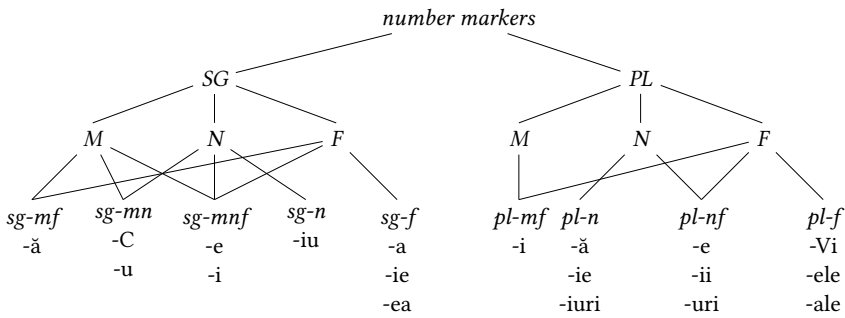 number markers
SG PL
M N F M N F
sg-mf sg-mn sg-mnf sg-n sg-f pl-mf pl-n pl-nf pl-f
-ă -C -e -iu -a -i -ă -e -Vi
-u -i -ie -ie -ii -ele
-ea -iuri -uri -ale